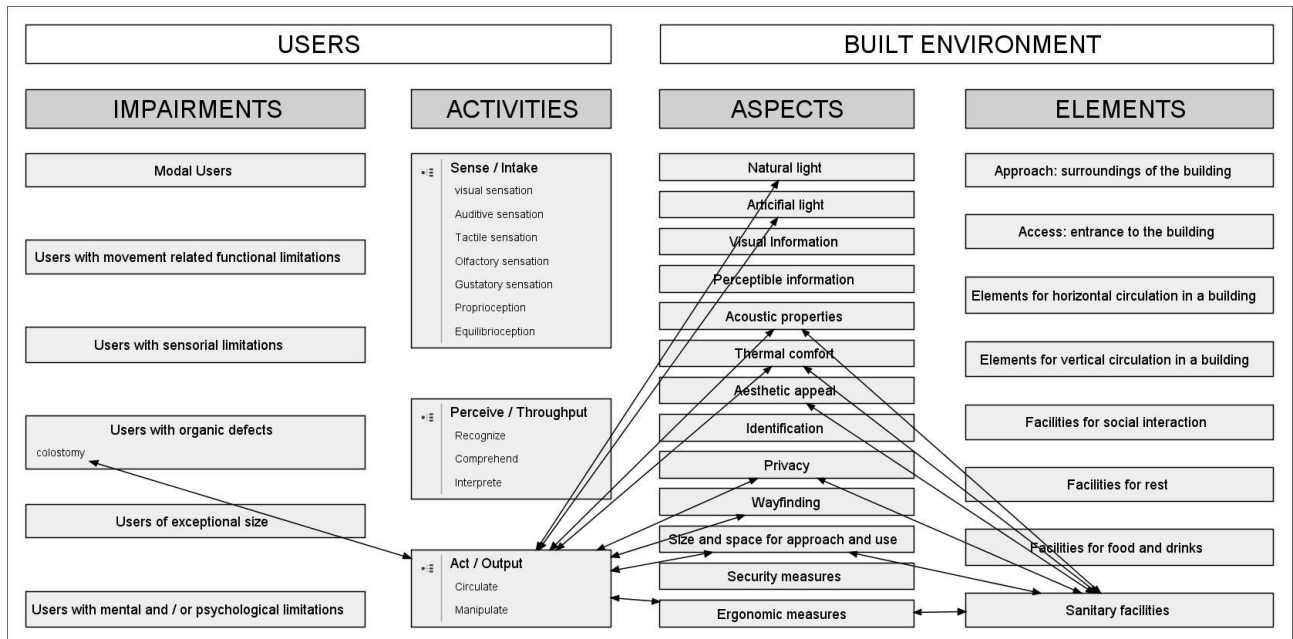 USERS
BUILT ENVIRONMENT
IMPAIRMENTS
ACTIVITIES
ASPECTS
ELEMENTS
Modal Users
Users with movement related functional limitations
Users with sensorial limitations
Users with organic defects
colostomy
Users of exceptional size
Users with mental and / or psychological limitations
Sense / Intake
visual sensation
Auditive sensation
Tactile sensation
Olfactory sensation
Gustatory sensation
Proprioception
Equilibrioception
Perceive / Throughput
Recognize
Comprehend
Interprete
Act / Output
Circulate
Manipulate
Natural light
Articifial light
Visual Information
Perceptible information
Acoustic properties
Thermal comfort
Aesthetic appeal
Identification
Privacy
Wayfinding
Size and space for approach and use
Security measures
Ergonomic measures
Approach: surroundings of the building
Access: entrance to the building
Elements for horizontal circulation in a building
Elements for vertical circulation in a building
Facilities for social interaction
Facilities for rest
Facilities for food and drinks
Sanitary facilities